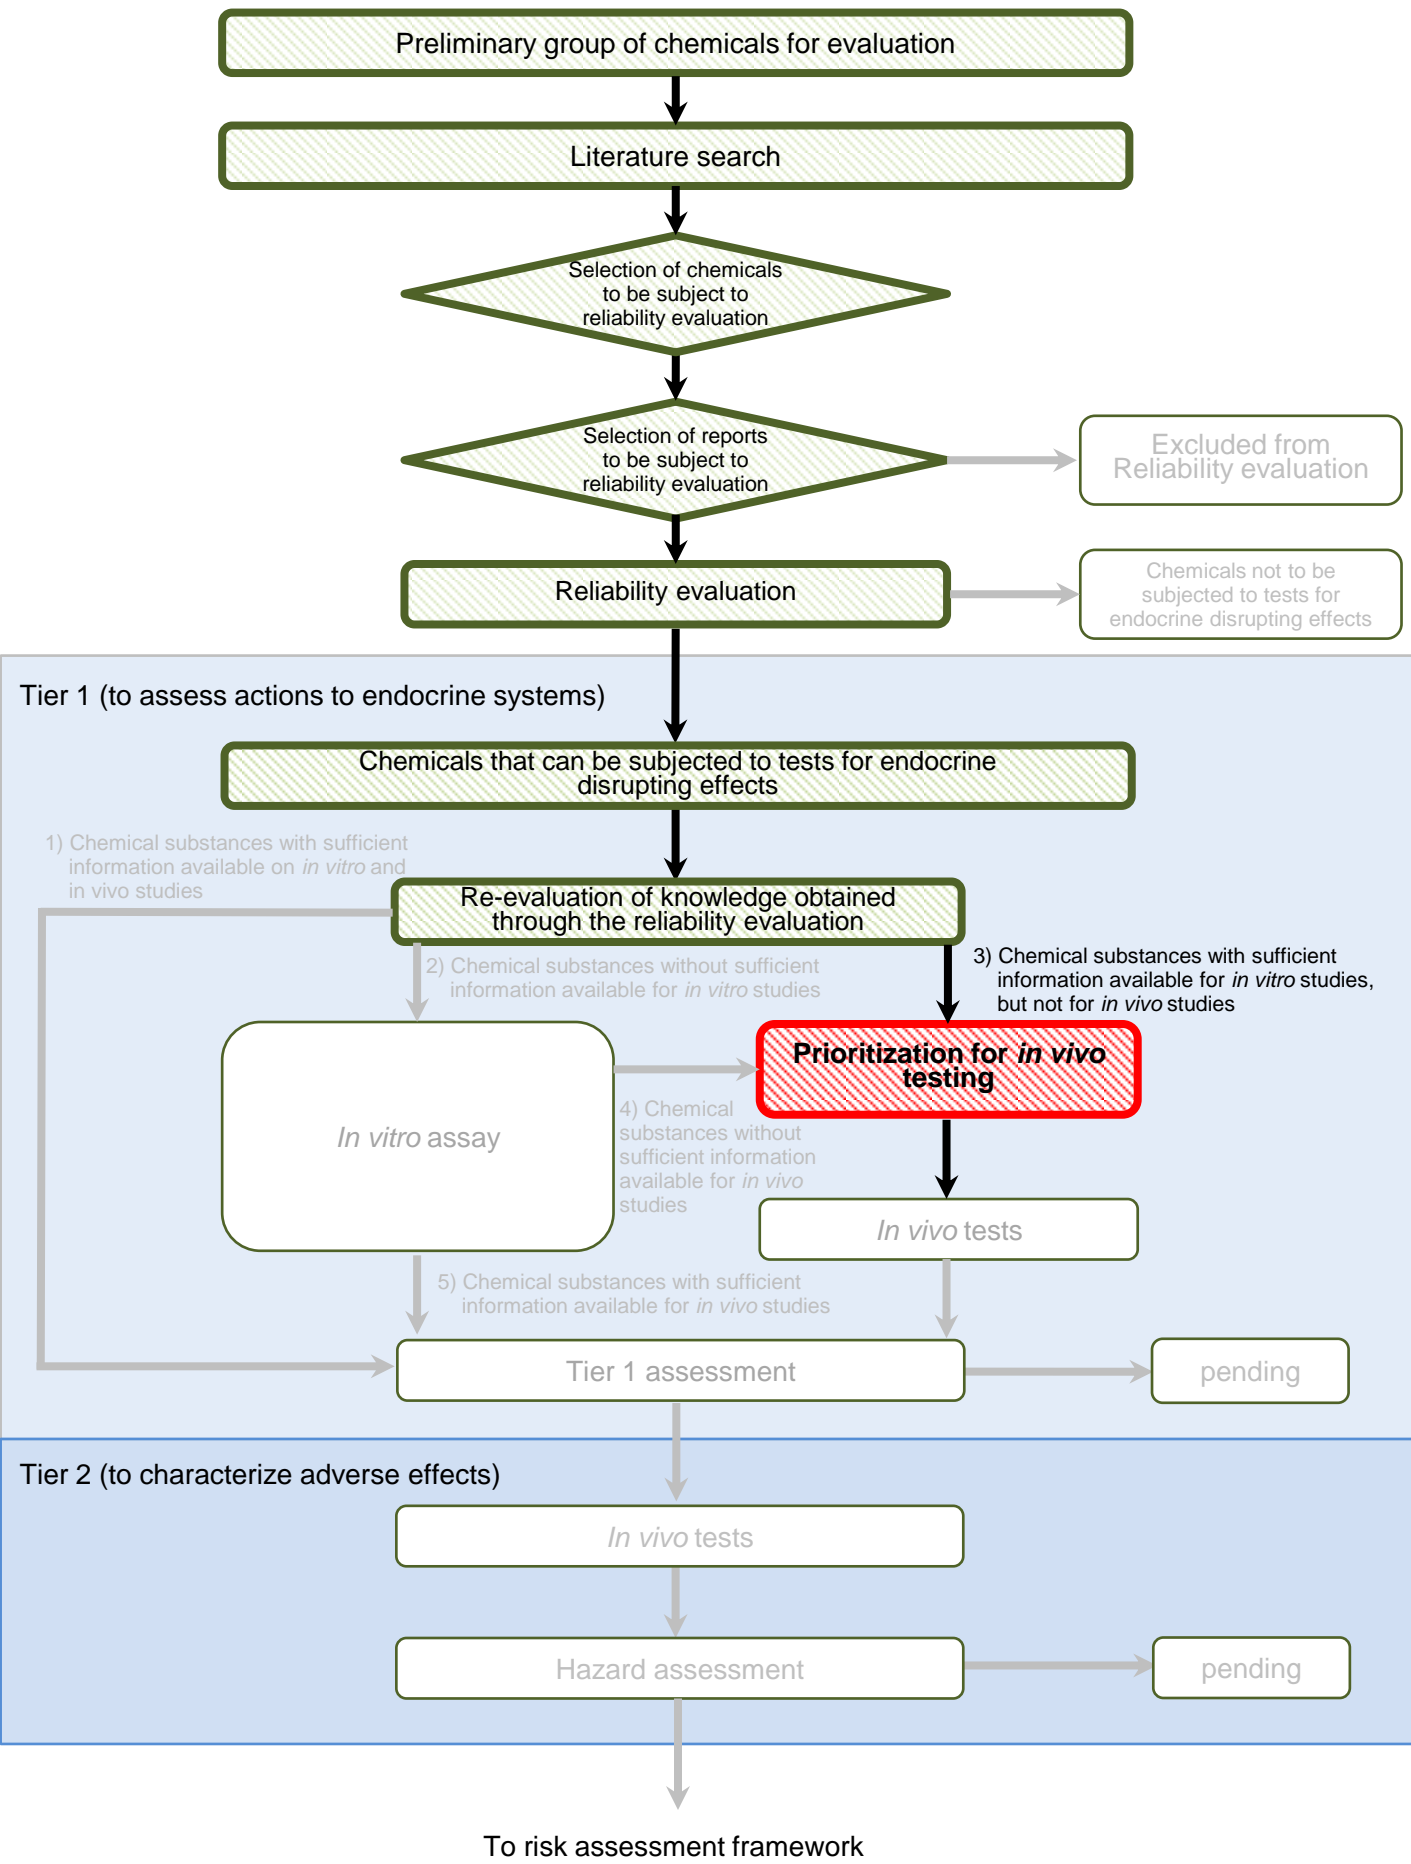 Preliminary group of chemicals for evaluation
Literature search
Selection of chemicals
to be subject to
reliability evaluation
Selection of reports
to be subject to
reliability evaluation
Excluded from
Reliability evaluation
Reliability evaluation
Chemicals not to be
subjected to tests for
endocrine disrupting effects
Tier 1 (to assess actions to endocrine systems)
Chemicals that can be subjected to tests for endocrine
disrupting effects
1) Chemical substances with sufficient
information available on in vitro and
in vivo studies
Re-evaluation of knowledge obtained
through the reliability evaluation
2) Chemical substances without sufficient
information available for in vitro studies
3) Chemical substances with sufficient
information available for in vitro studies,
but not for in vivo studies
Prioritization for in vivo
testing
In vitro assay
4) Chemical
substances without
sufficient information
available for in vivo
studies
In vivo tests
5) Chemical substances with sufficient
information available for in vivo studies
Tier 1 assessment
pending
Tier 2 (to characterize adverse effects)
In vivo tests
Hazard assessment
pending
To risk assessment framework